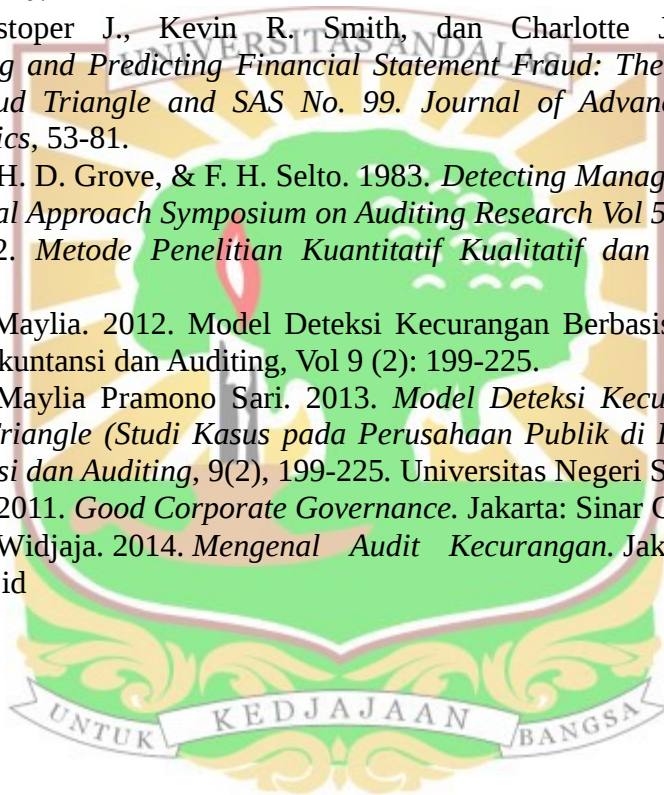 stoper J., Kevin R. Smith, dan Charlotte J
UNIVERSITAS ANDALAS
g and Predicting Financial Statement Fraud: The
ud Triangle and SAS No. 99. Journal of Advan
ics, 53-81.
H. D. Grove, & F. H. Selto. 1983. Detecting Manag
al Approach Symposium on Auditing Research Vol 5
2. Metode Penelitian Kuantitatif Kualitatif dan
Maylia. 2012. Model Deteksi Kecurangan Berbasis
kuntansi dan Auditing, Vol 9 (2): 199-225.
Maylia Pramono Sari. 2013. Model Deteksi Kecu
Triangle (Studi Kasus pada Perusahaan Publik di I
si dan Auditing, 9(2), 199-225. Universitas Negeri S
2011. Good Corporate Governance. Jakarta: Sinar G
Widjaja. 2014. Mengenal Audit Kecurangan. Jak
id
UNTUK KEDJAJAAN BANGSA